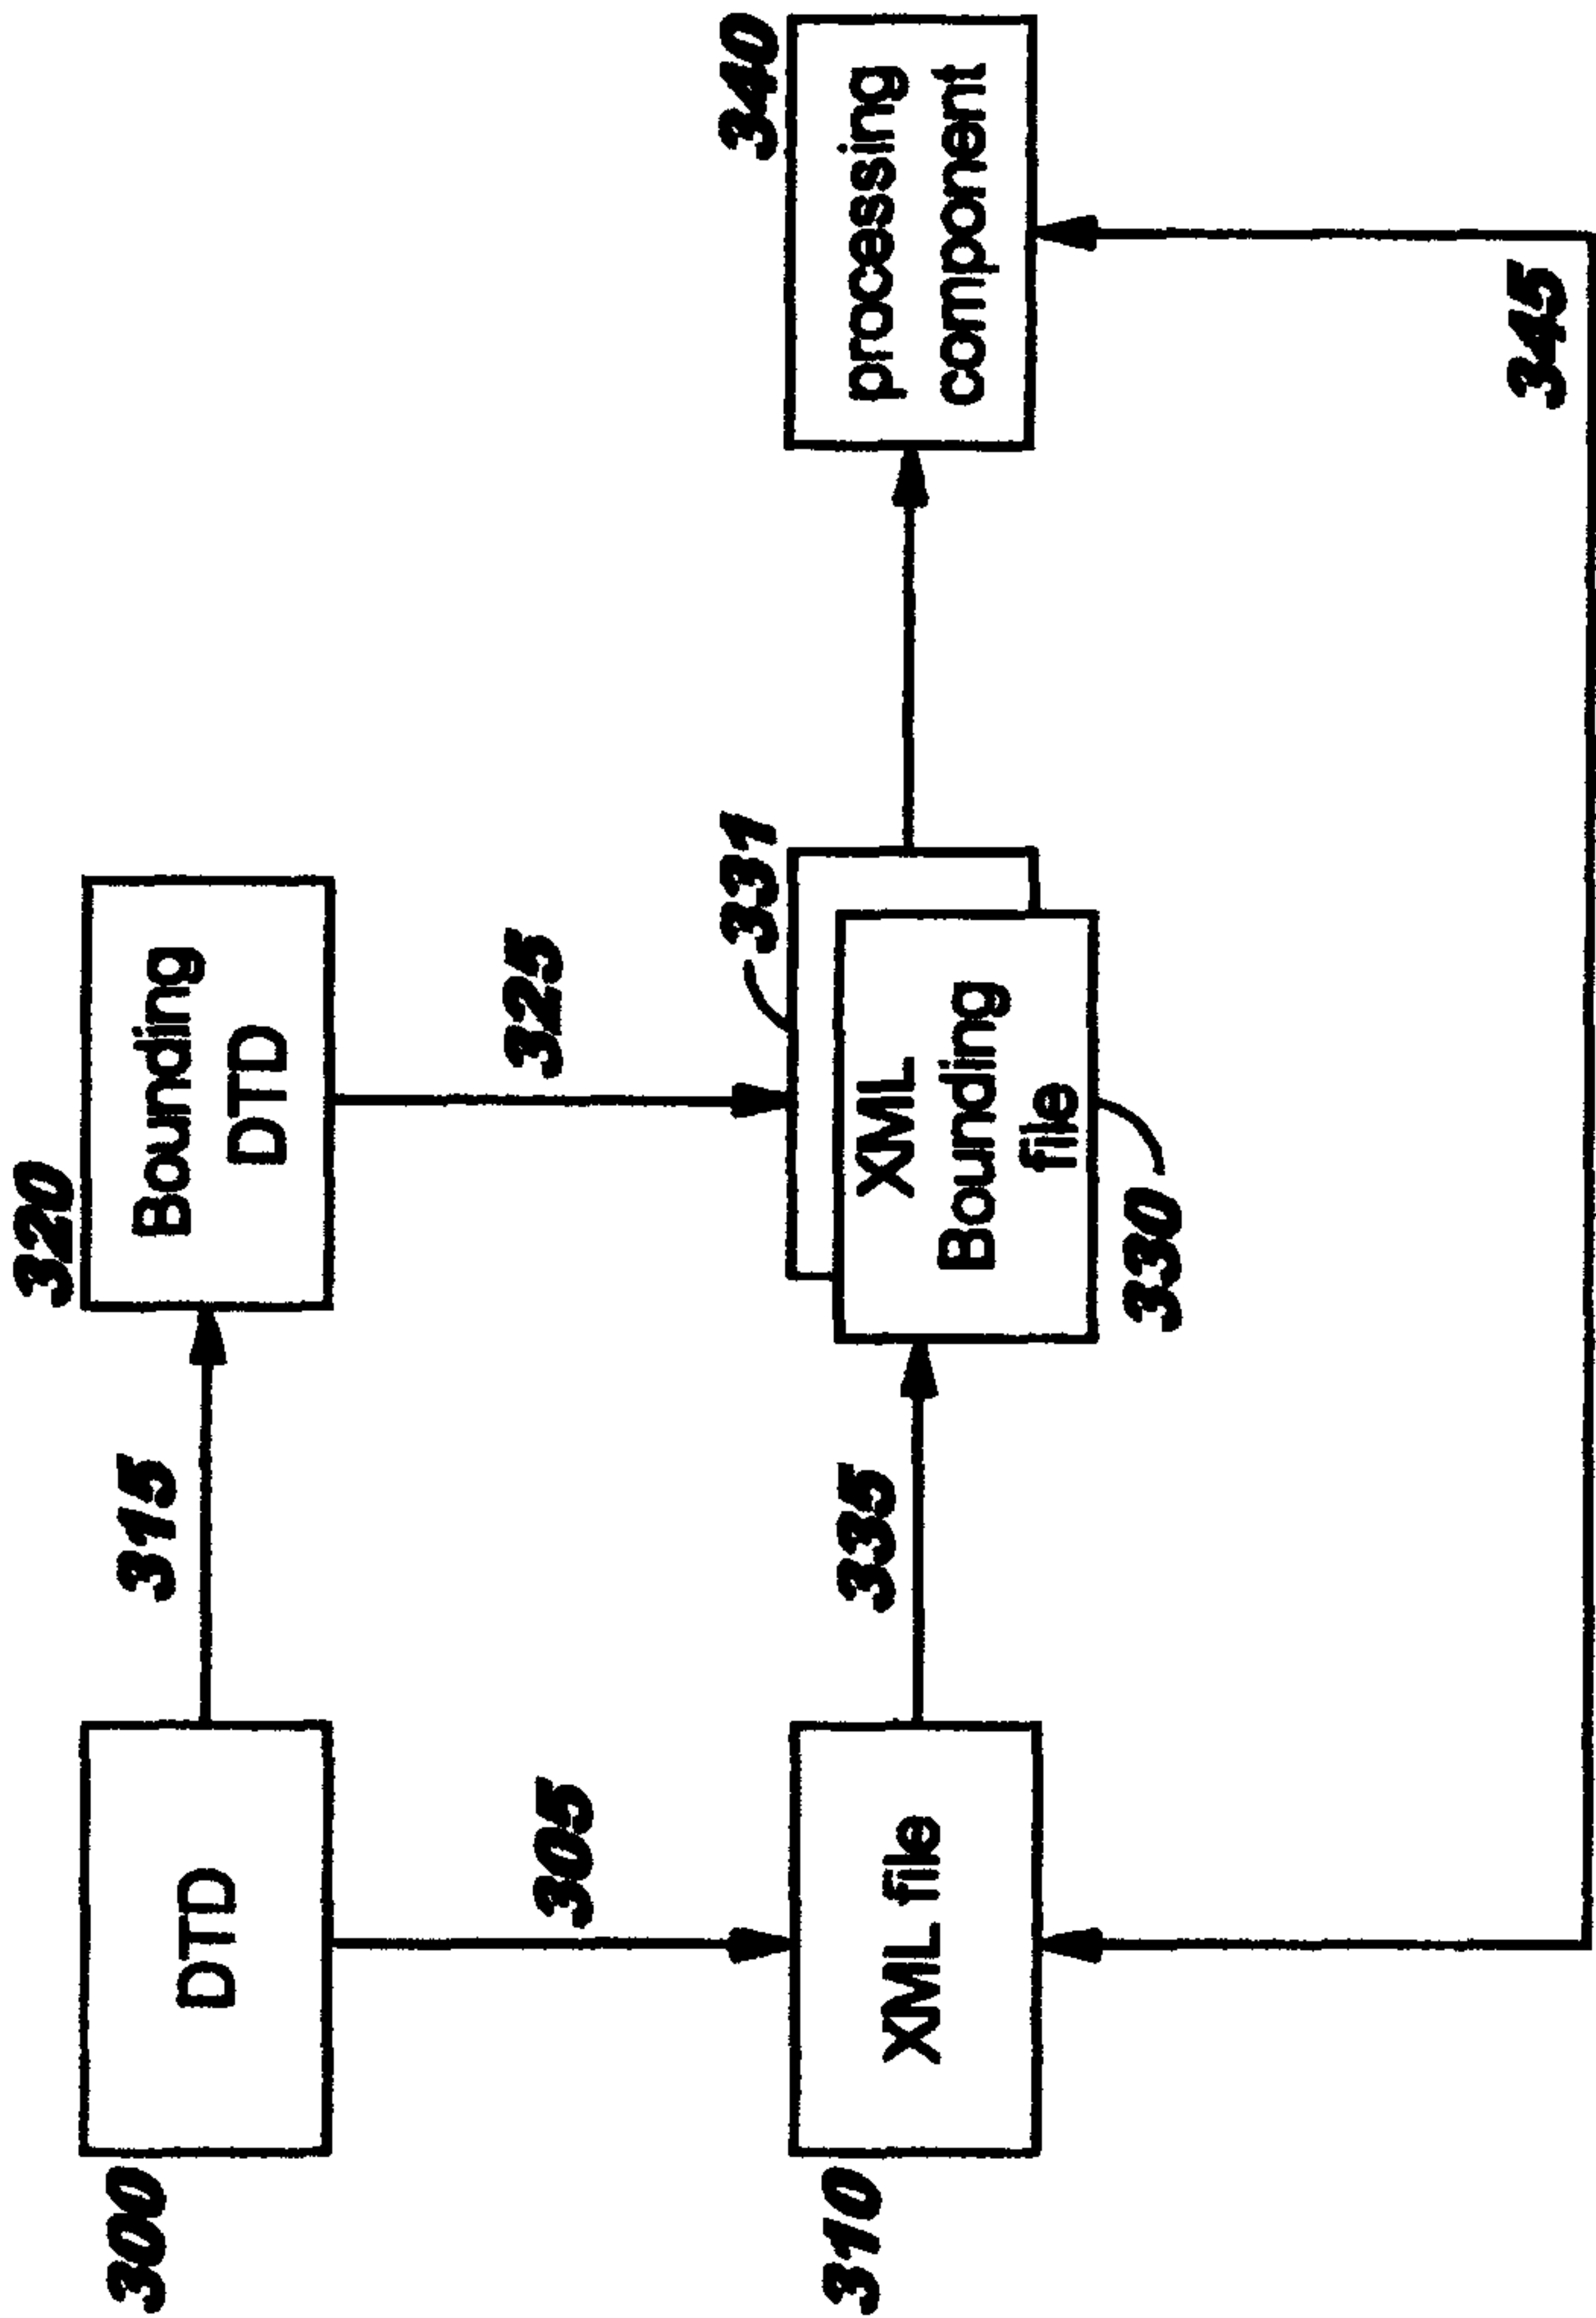 300
DTD
315
320
Bounding
DTD
305
325
310
XML file
335
331
XML
Bounding
file
330
340
processing
component
345